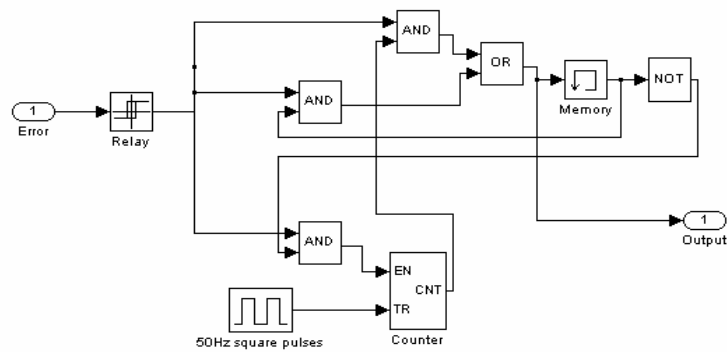 AND
OR
NOT
1
Error
Relay
AND
Memory
1
Output
AND
EN
CNT
TR
50Hz square pulses
Counter